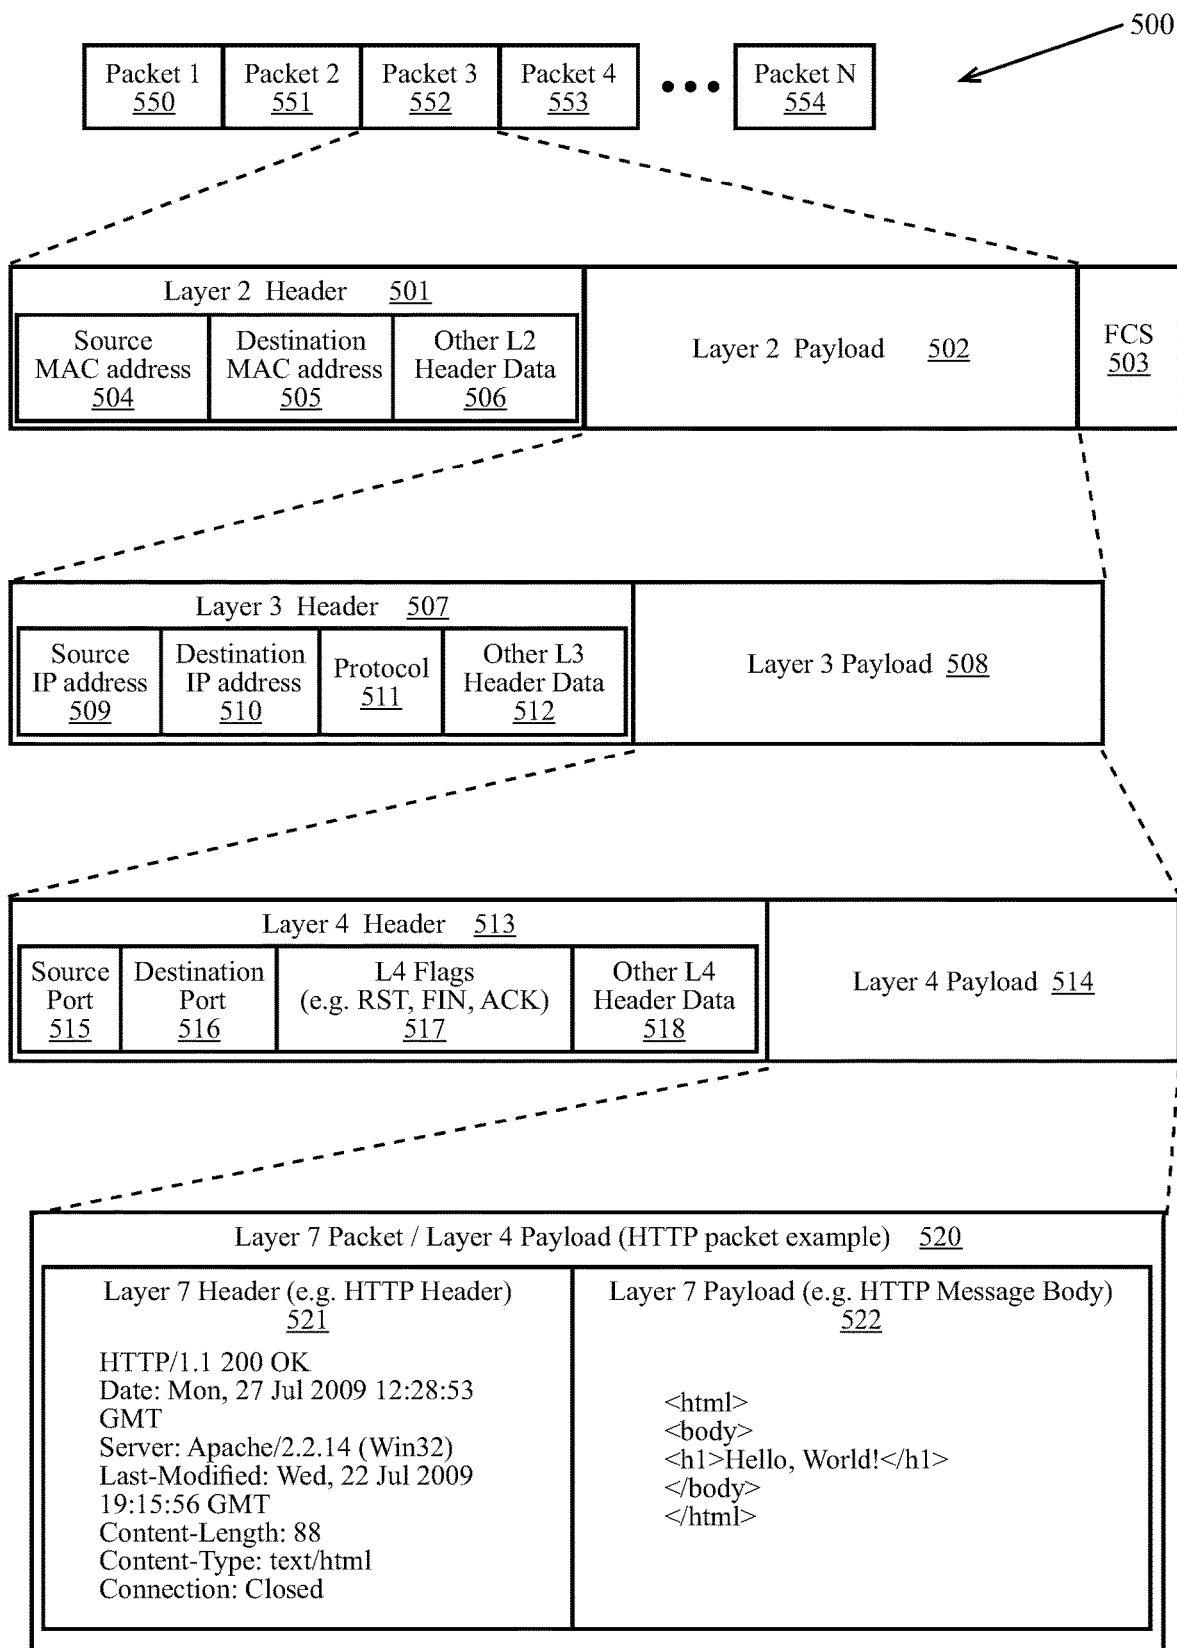 500
Packet 1
550
Packet 2
551
Packet 3
552
Packet 4
553
Packet N
554
Layer 2 Header 501
Source
MAC address
504
Destination
MAC address
505
Other L2
Header Data
506
Layer 2 Payload 502
FCS
503
Layer 3 Header 507
Source
IP address
509
Destination
IP address
510
Protocol
511
Other L3
Header Data
512
Layer 3 Payload 508
Layer 4 Header 513
Source
Port
515
Destination
Port
516
L4 Flags
(e.g. RST, FIN, ACK)
517
Other L4
Header Data
518
Layer 4 Payload 514
Layer 7 Packet / Layer 4 Payload (HTTP packet example) 520
Layer 7 Header (e.g. HTTP Header)
521
HTTP/1.1 200 OK
Date: Mon, 27 Jul 2009 12:28:53
GMT
Server: Apache/2.2.14 (Win32)
Last-Modified: Wed, 22 Jul 2009
19:15:56 GMT
Content-Length: 88
Content-Type: text/html
Connection: Closed
Layer 7 Payload (e.g. HTTP Message Body)
522
<html>
<body>
<h1>Hello, World!</h1>
</body>
</html>